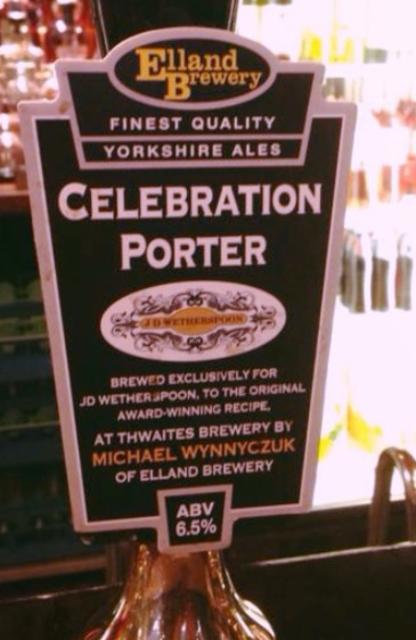 Elland
Brewery
FINEST QUALITY
YORKSHIRE ALES
CELEBRATION
PORTER
J D WETHERSPOON
BREWED EXCLUSIVELY FOR
JD WETHERSPOON, TO THE ORIGINAL
AWARD-WINNING RECIPE,
AT THWAITES BREWERY BY
MICHAEL WYNNYCZUK
OF ELLAND BREWERY
ABV
6.5%